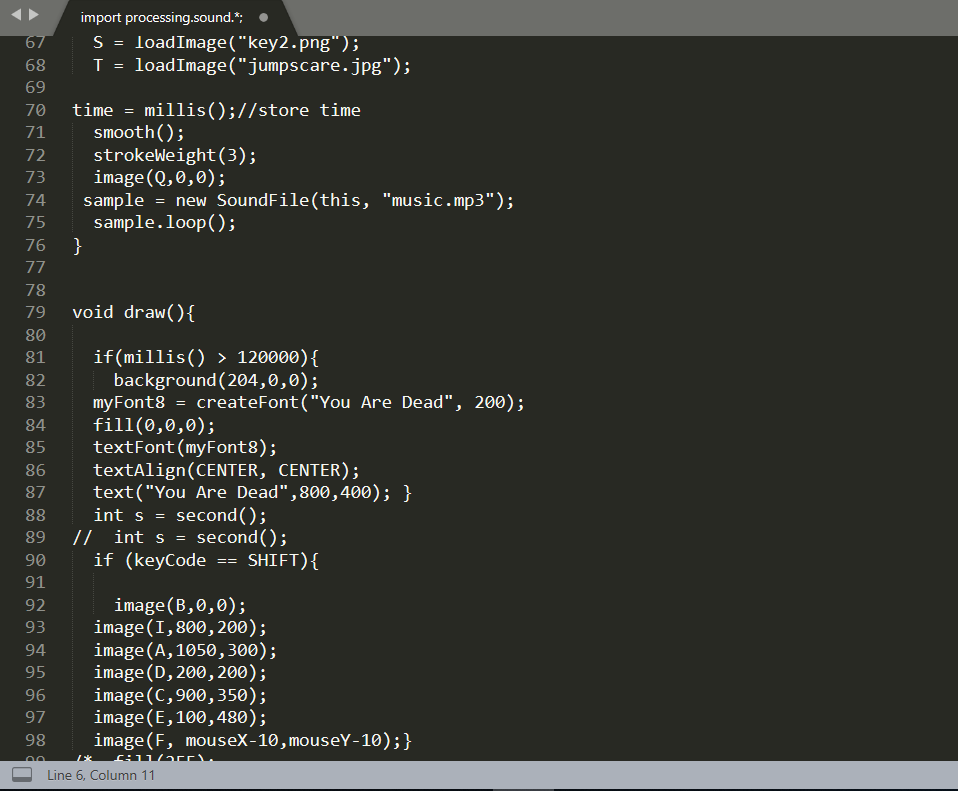 import processing.sound.*;
67 S = loadImage("key2.png");
68 T = loadImage("jumpscare.jpg");
69
70 time = millis();//store time
71 smooth();
72 strokeWeight(3);
73 image(Q,0,0);
74 sample = new SoundFile(this, "music.mp3");
75 sample.loop();
76 }
77
78
79 void draw(){
80
81 if(millis() > 120000){
82 background(204,0,0);
83 myFont8 = createFont("You Are Dead", 200);
84 fill(0,0,0);
85 textFont(myFont8);
86 textAlign(CENTER, CENTER);
87 text("You Are Dead",800,400); }
88 int s = second();
89 //  int s = second();
90 if (keyCode == SHIFT){
91
92 image(B,0,0);
93 image(I,800,200);
94 image(A,1050,300);
95 image(D,200,200);
96 image(C,900,350);
97 image(E,100,480);
98 image(F, mouseX-10,mouseY-10);}
Line 6, Column 11